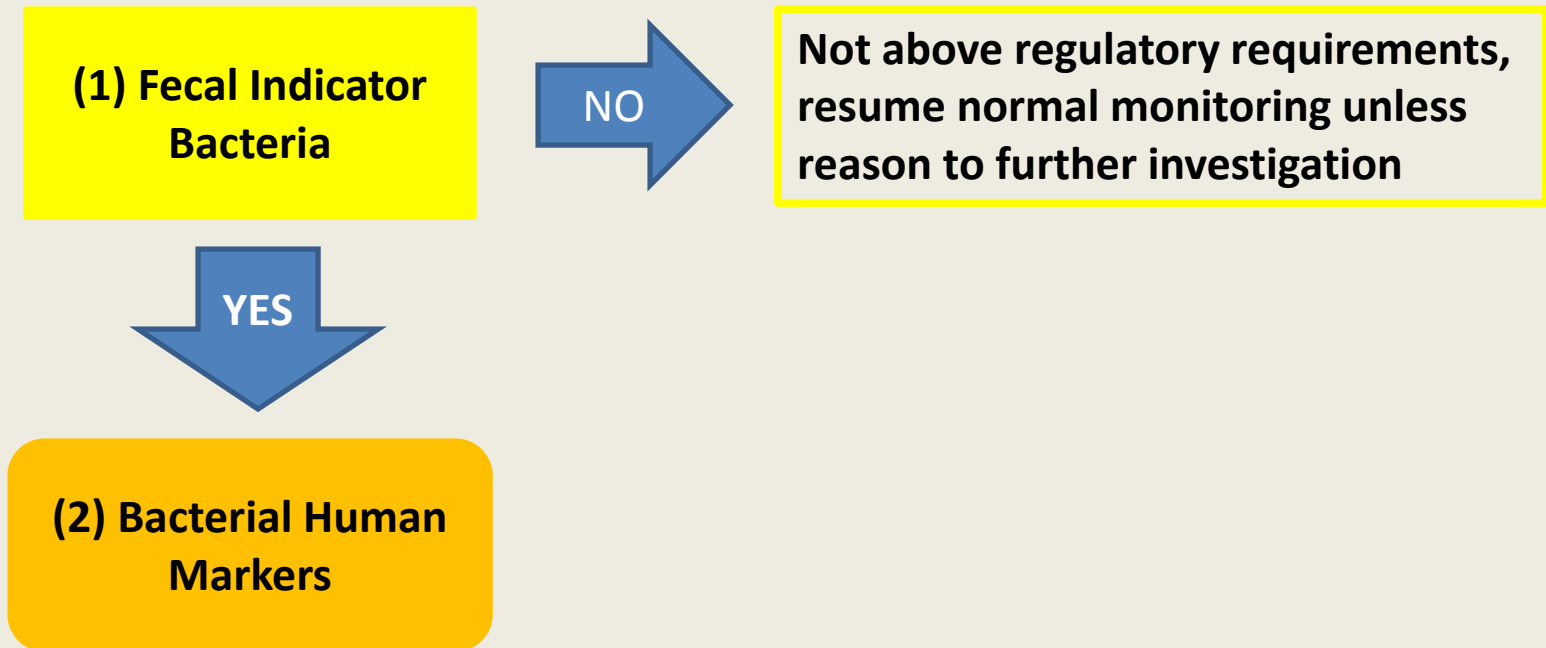 (1) Fecal Indicator
Bacteria
NO
Not above regulatory requirements,
resume normal monitoring unless
reason to further investigation
YES
(2) Bacterial Human
Markers